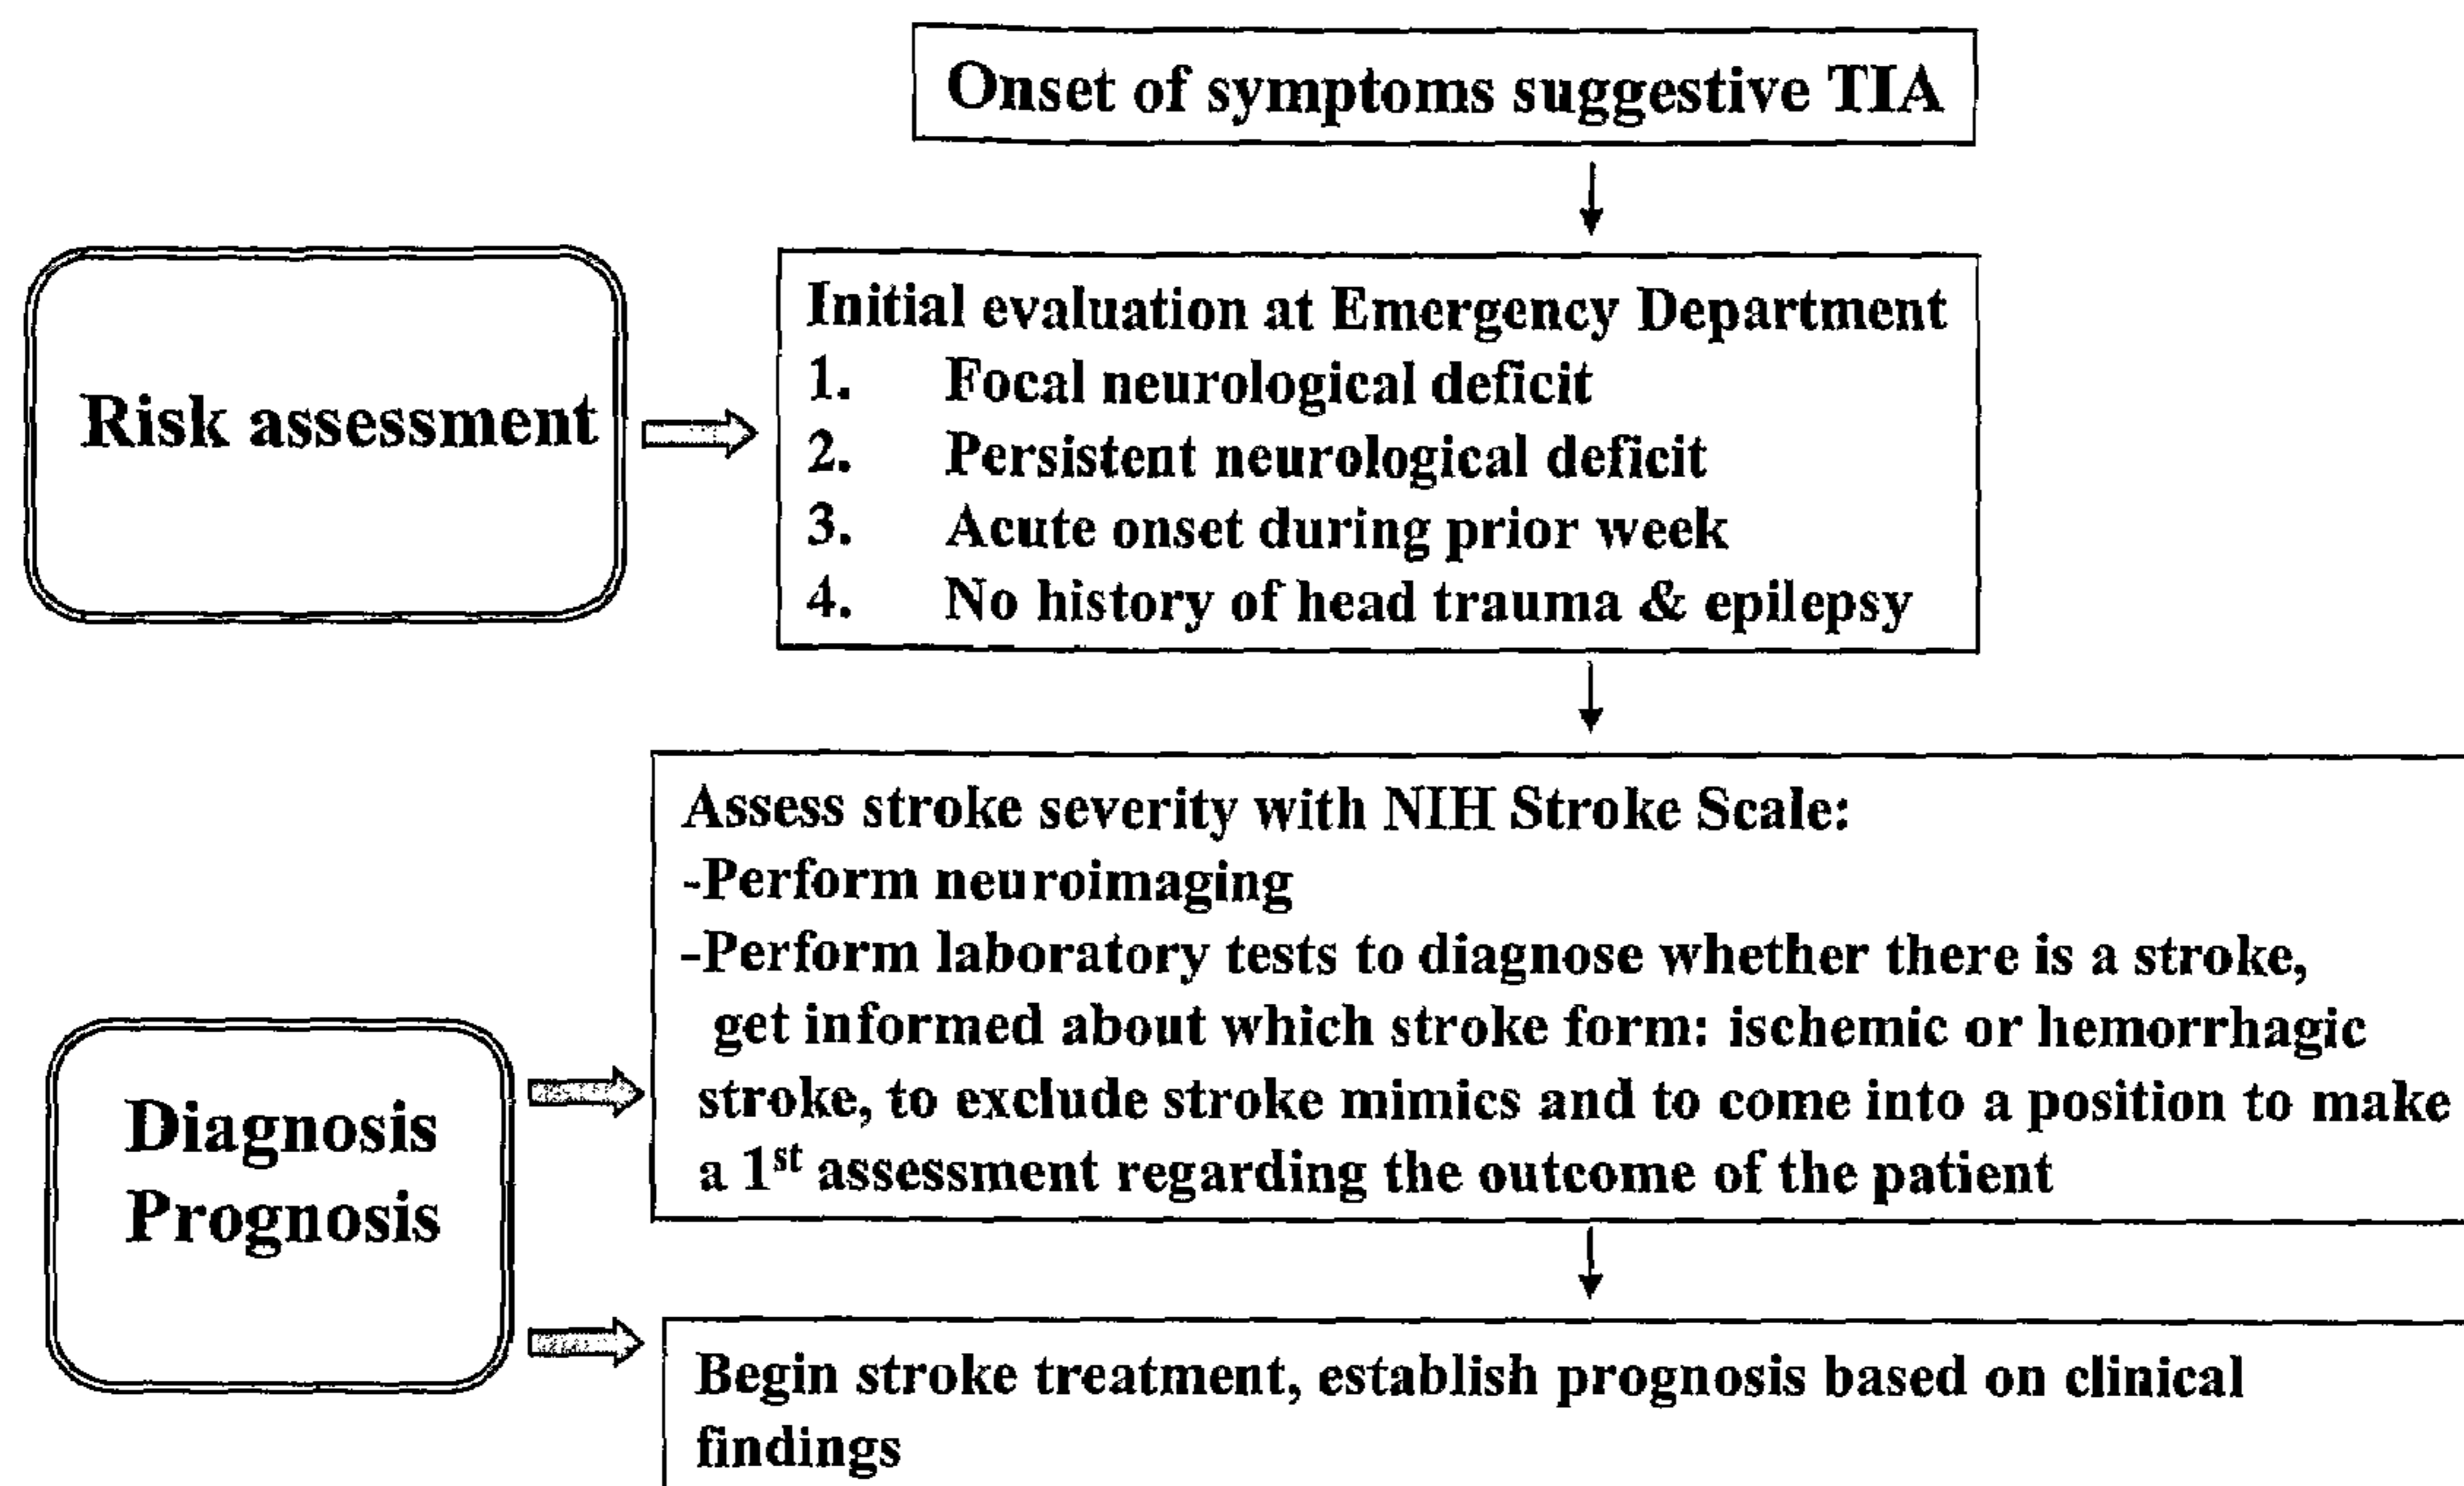 Onset of symptoms suggestive TIA
Risk assessment
Initial evaluation at Emergency Department
1. Focal neurological deficit
2. Persistent neurological deficit
3. Acute onset during prior week
4. No history of head trauma & epilepsy
Diagnosis
Prognosis
Assess stroke severity with NIH Stroke Scale:
-Perform neuroimaging
-Perform laboratory tests to diagnose whether there is a stroke,
get informed about which stroke form: ischemic or hemorrhagic
stroke, to exclude stroke mimics and to come into a position to make
a 1st assessment regarding the outcome of the patient
Begin stroke treatment, establish prognosis based on clinical
findings